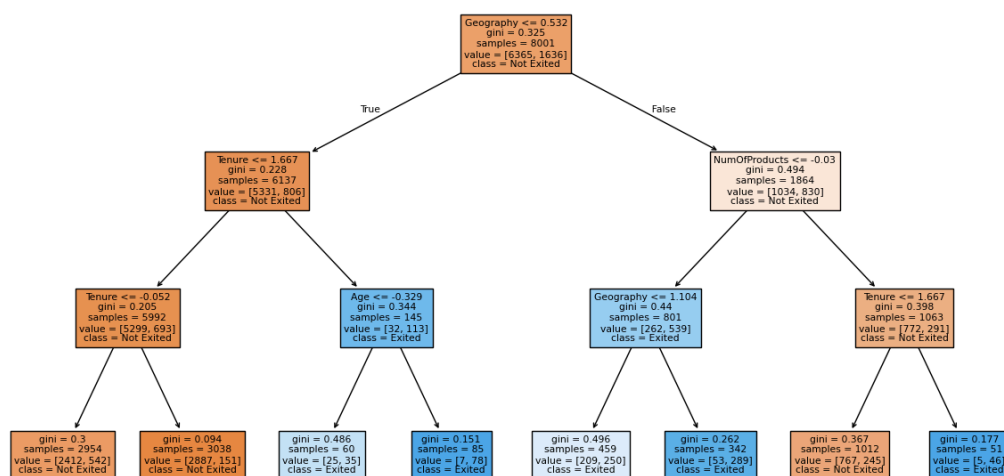 Geography <= 0.532
gini = 0.325
samples = 8001
value = [6365, 1636]
class = Not Exited
True
False
Tenure <= 1.667
gini = 0.228
samples = 6137
value = [5331, 806]
class = Not Exited
NumOfProducts <= -0.03
gini = 0.494
samples = 1864
value = [1034, 830]
class = Not Exited
Tenure <= -0.052
gini = 0.205
samples = 5992
value = [5299, 693]
class = Not Exited
Age <= -0.329
gini = 0.344
samples = 145
value = [32, 113]
class = Exited
Geography <= 1.104
gini = 0.44
samples = 801
value = [262, 539]
class = Exited
Tenure <= 1.667
gini = 0.398
samples = 1063
value = [772, 291]
class = Not Exited
gini = 0.3
samples = 2954
value = [2412, 542]
class = Not Exited
gini = 0.094
samples = 3038
value = [2887, 151]
class = Not Exited
gini = 0.486
samples = 60
value = [25, 35]
class = Exited
gini = 0.151
samples = 85
value = [7, 78]
class = Exited
gini = 0.496
samples = 459
value = [209, 250]
class = Exited
gini = 0.262
samples = 342
value = [53, 289]
class = Exited
gini = 0.367
samples = 1012
value = [767, 245]
class = Not Exited
gini = 0.177
samples = 51
value = [5, 46]
class = Exited